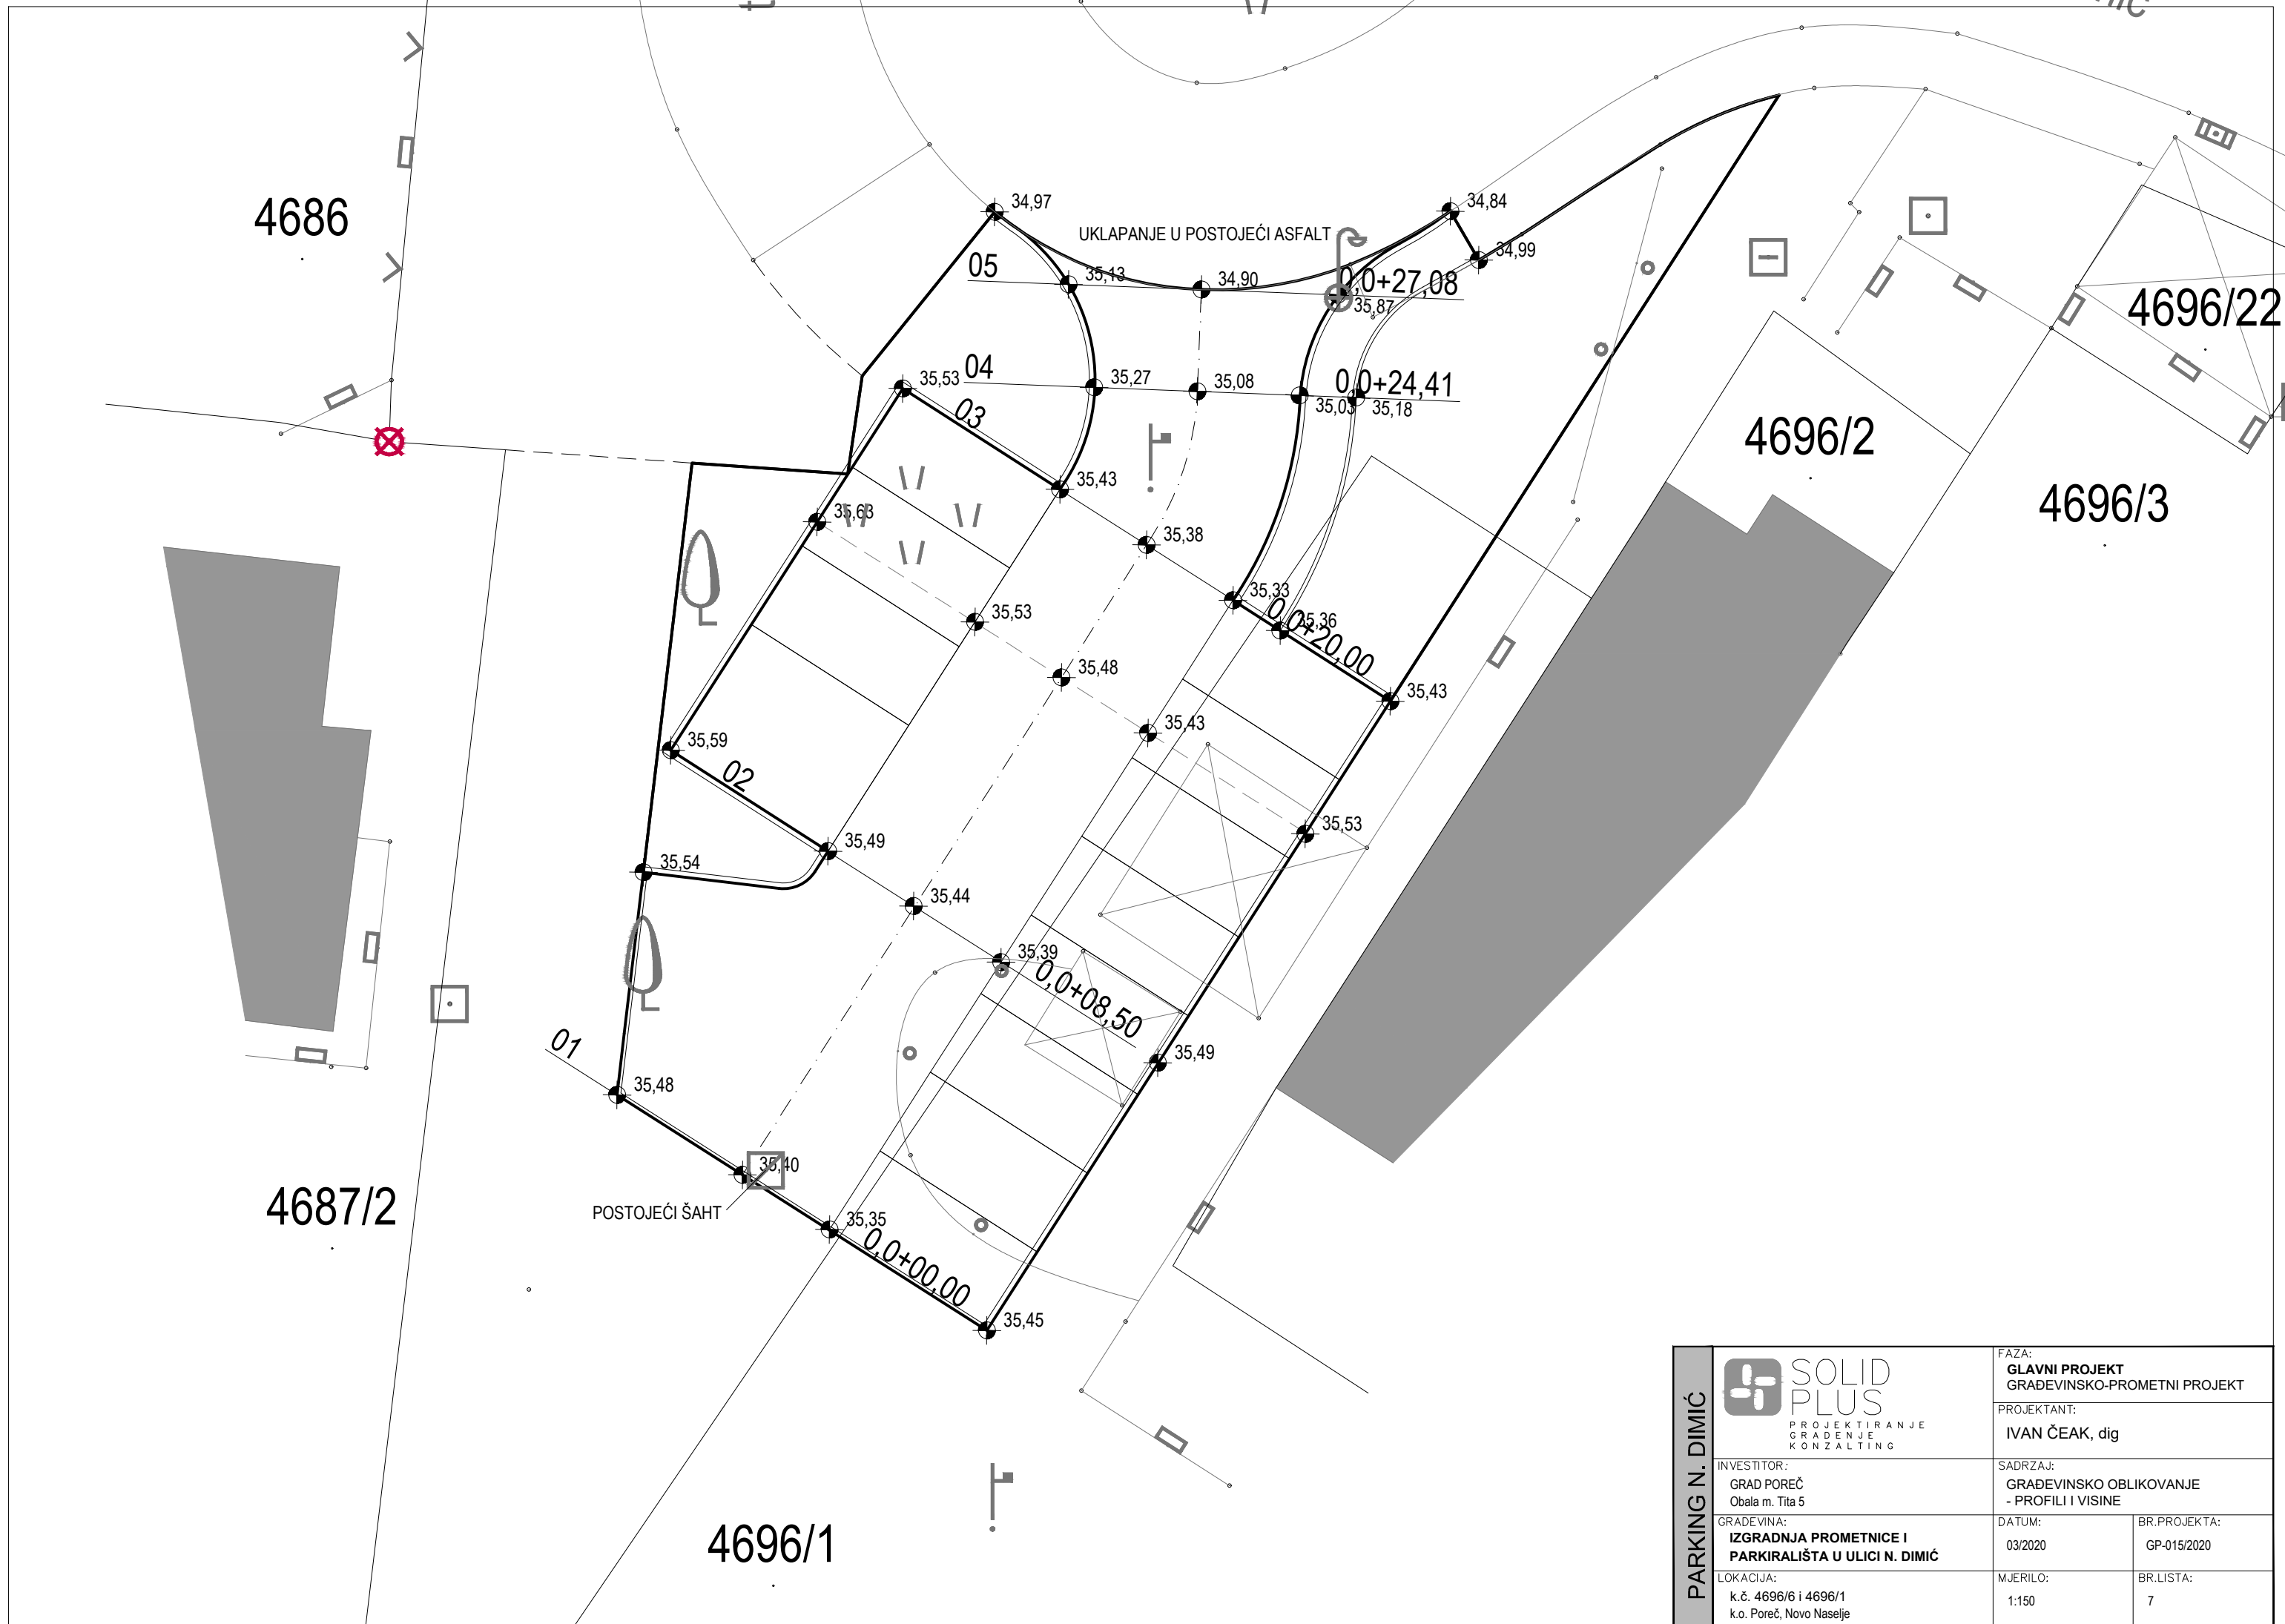 4686
34,97
34,84
UKLAPANJE U POSTOJEĆI ASFALT
34,99
05
35,13
34,90
0,0+27,08
35,87
4696/22
35,53
04
35,27
35,08
0,0+24,41
35,03
35,18
03
4696/2
35,43
4696/3
35,63
35,38
35,33
35,53
35,36
0,0+20,00
35,48
35,43
35,43
35,59
02
35,53
35,49
35,54
35,44
35,39
0,0+08,50
01
35,49
35,48
35,40
4687/2
POSTOJEĆI ŠAHT
35,35
0,0+00,00
35,45
4696/1
PARKING N. DIMIĆ
SOLID
PLUS
PROJEKTIRANJE
GRAĐENJE
KONZALTING
FAZA:
GLAVNI PROJEKT
GRAĐEVINSKO-PROMETNI PROJEKT
PROJEKTANT:
IVAN ČEAK, dig
INVESTITOR:
GRAD POREČ
Obala m. Tita 5
SADRZAJ:
GRAĐEVINSKO OBLIKOVANJE
- PROFILI I VISINE
GRAĐEVINA:
IZGRADNJA PROMETNICE I
PARKIRALIŠTA U ULICI N. DIMIĆ
DATUM:
03/2020
BR.PROJEKTA:
GP-015/2020
LOKACIJA:
k.č. 4696/6 i 4696/1
k.o. Poreč, Novo Naselje
MJERILO:
1:150
BR.LISTA:
7